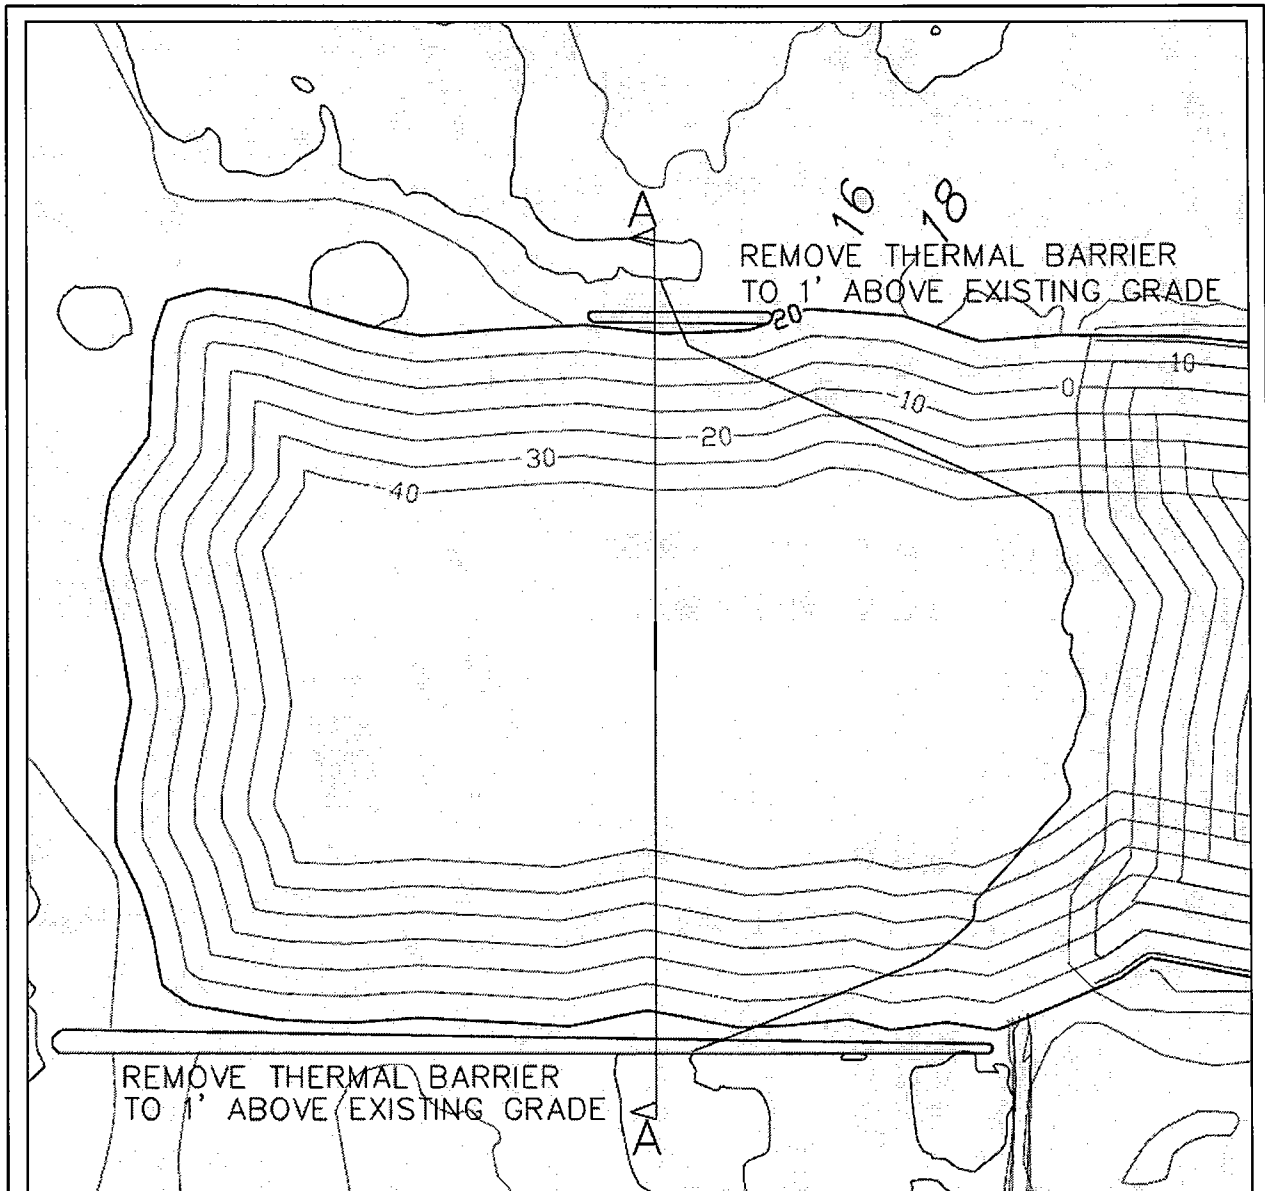 A
16
18
REMOVE THERMAL BARRIER
TO 1' ABOVE EXISTING GRADE
20
10
0
-10
-20
-30
-40
REMOVE THERMAL BARRIER
TO 1' ABOVE EXISTING GRADE
A